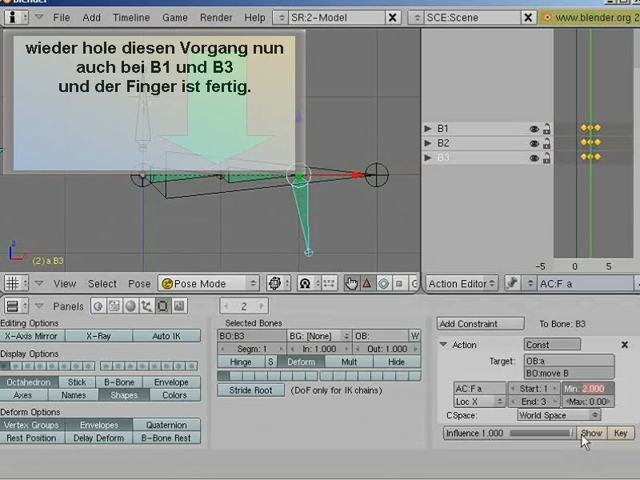 Blender
File Add Timeline Game Render Help SR:2-Model SCE:Scene www.blender.org 2
wieder hole diesen Vorgang nun
auch bei B1 und B3
und der Finger ist fertig.
B1
B2
B3
(2) a B3
-5 0 5
View Select Pose Pose Mode Action Editor AC:F a
Panels 2
Editing Options
X-Axis Mirror X-Ray Auto IK
Display Options
Octahedron Stick B-Bone Envelope
Axes Names Shapes Colors
Deform Options
Vertex Groups Envelopes Quaternion
Rest Position Delay Deform B-Bone Rest
Selected Bones
BO:B3 BG: [None] OB: W
Segm: 1 In: 1.000 Out: 1.000
Hinge S Deform Mult Hide
Stride Root (DoF only for IK chains)
Add Constraint To Bone: B3
Action Const
Target: OB:a
BO:move B
AC:F a Start: 1 Min: 2.000
Loc X End: 3 Max: 0.00
CSpace: World Space
Influence 1.000 Show Key